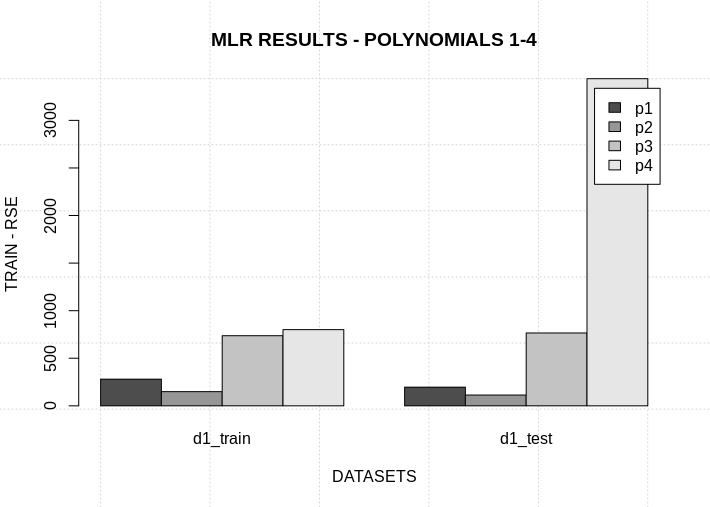 MLR RESULTS - POLYNOMIALS 1-4
TRAIN - RSE
3000
2000
1000
500
0
p1
p2
p3
p4
d1_train
d1_test
DATASETS